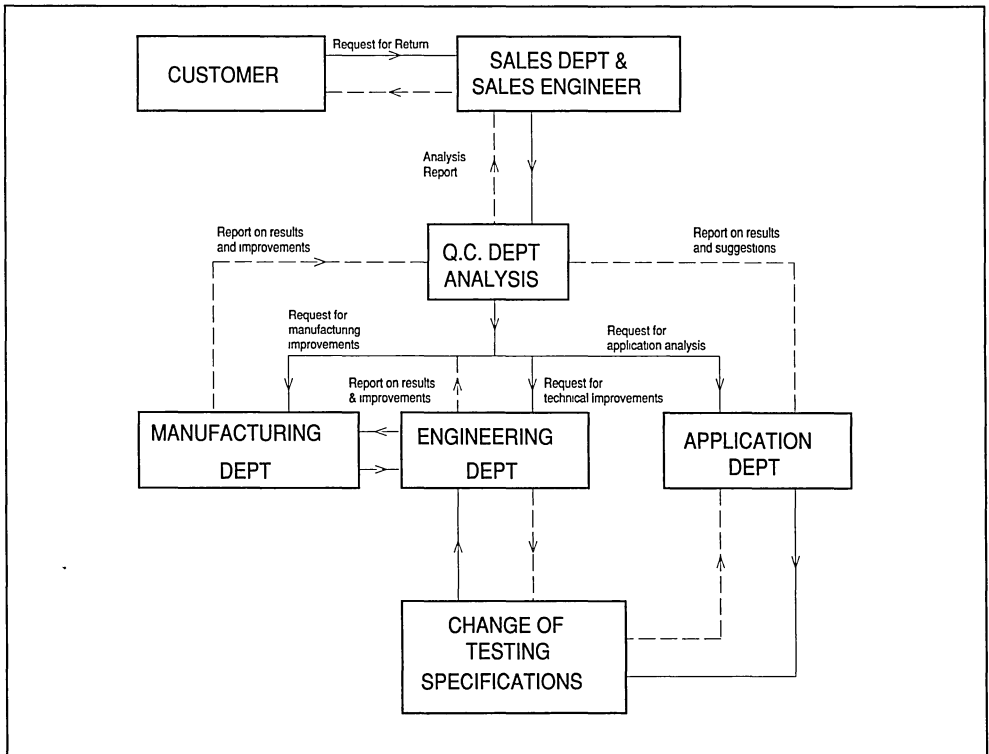 Request for Return
CUSTOMER
SALES DEPT &
SALES ENGINEER
Analysis
Report
Report on results
and improvements
Q.C. DEPT
ANALYSIS
Report on results
and suggestions
Request for
manufacturing
improvements
Request for
application analysis
Report on results
& improvements
Request for
technical improvements
MANUFACTURING
DEPT
ENGINEERING
DEPT
APPLICATION
DEPT
CHANGE OF
TESTING
SPECIFICATIONS